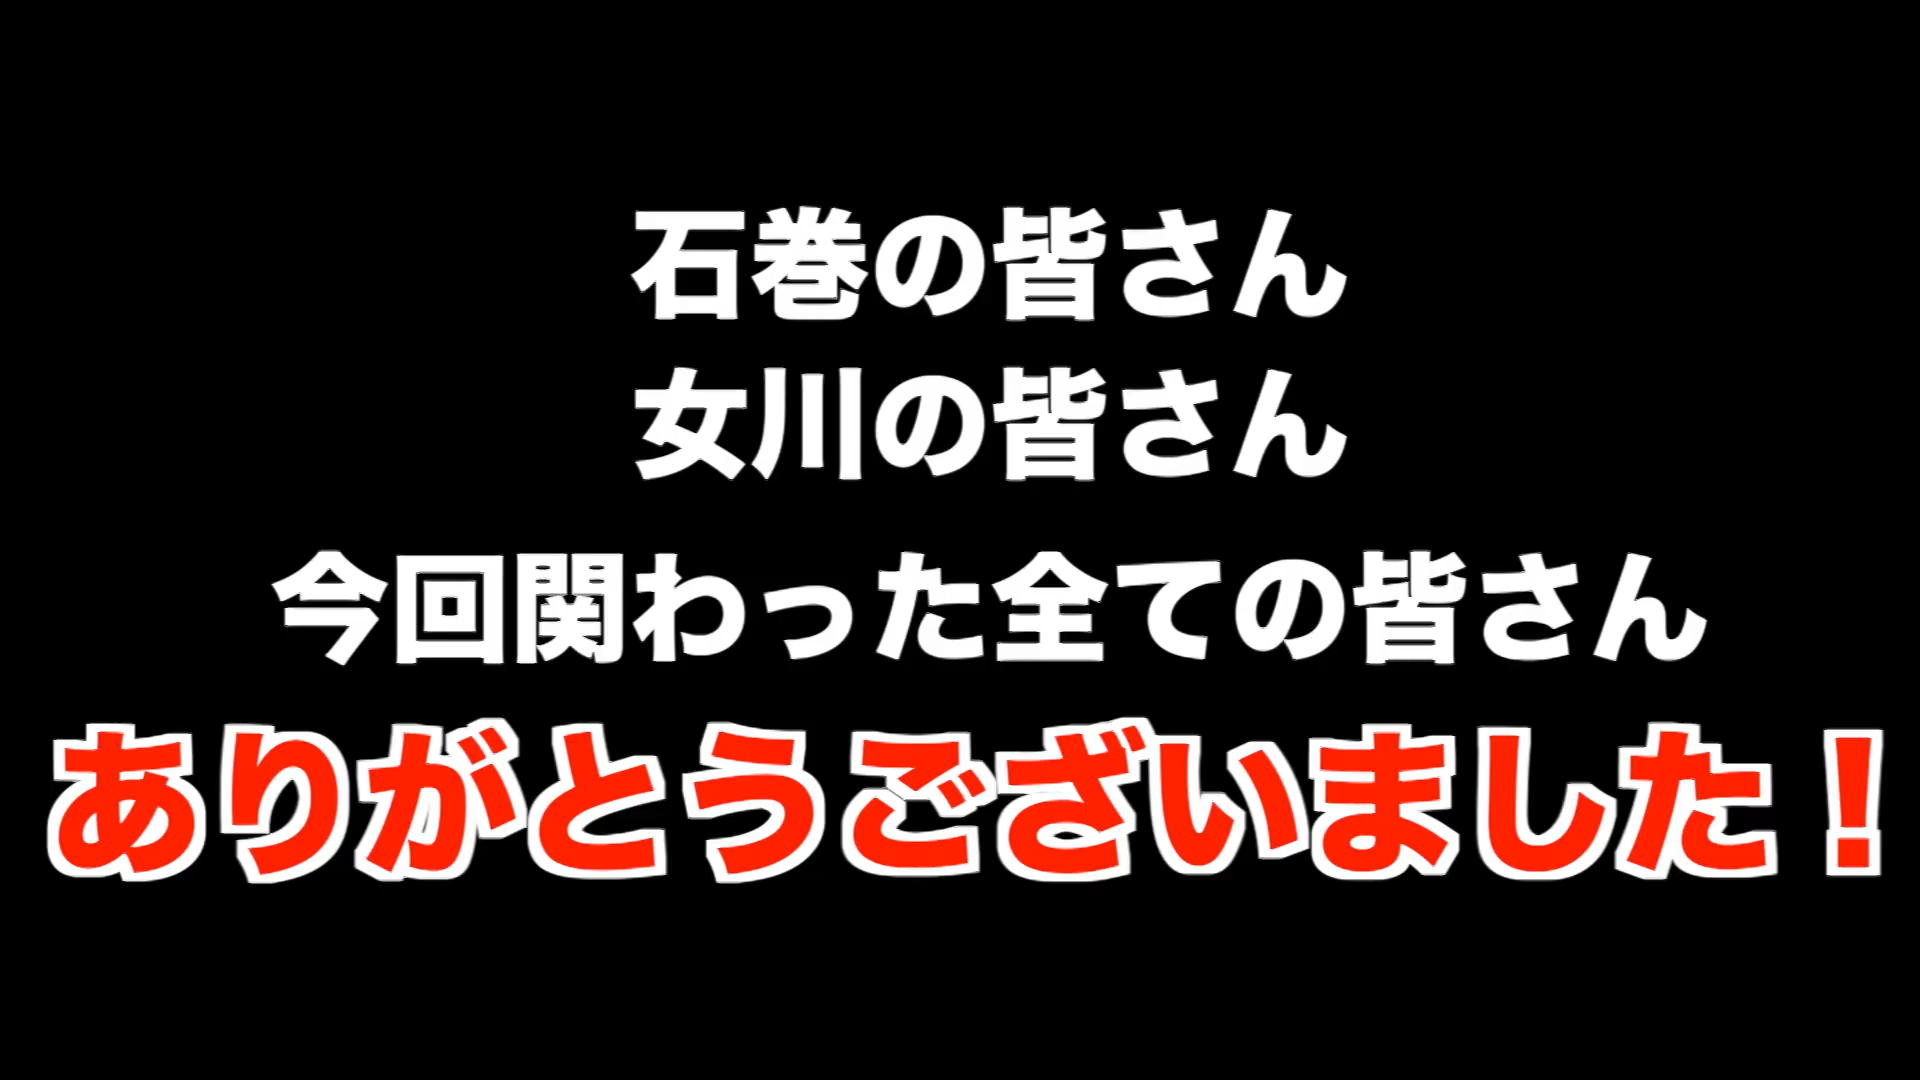 石巻の皆さん
女川の皆さん
今回関わった全ての皆さん
ありがとうございました！